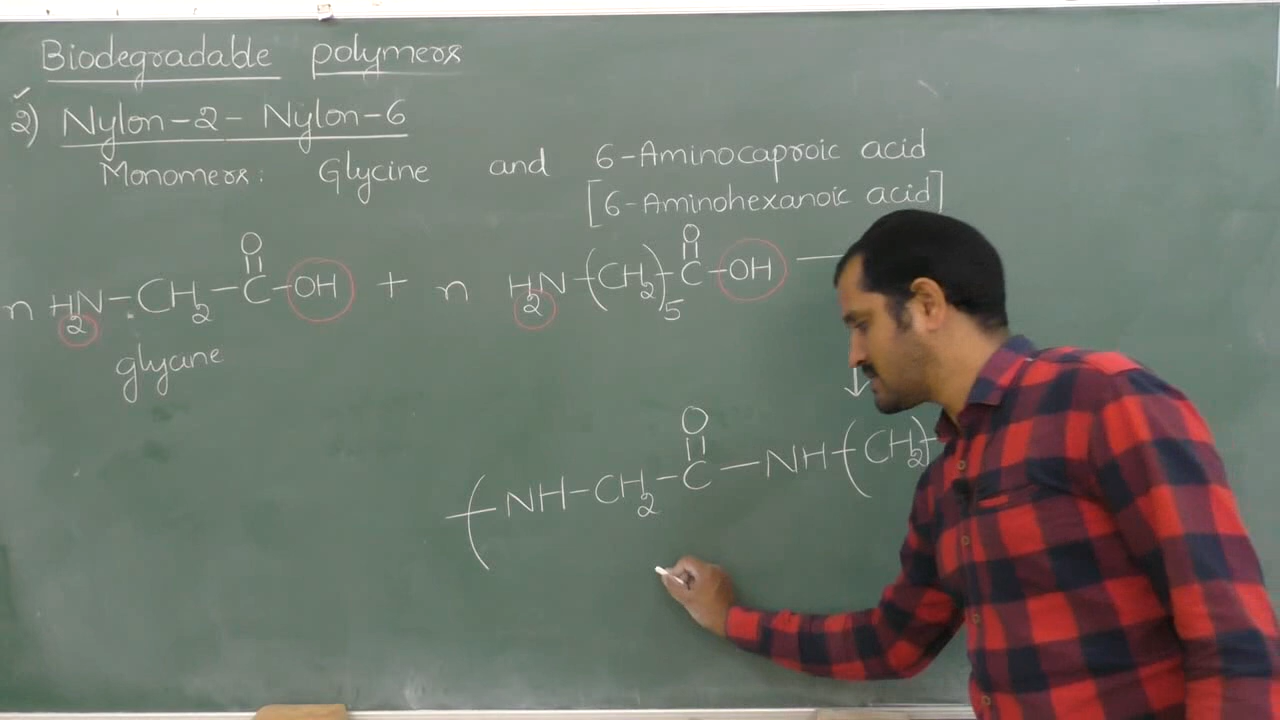 Biodegradable polymers
2) Nylon-2-Nylon-6
Monomers: Glycine and 6-Aminocaproic acid
[6-Aminohexanoic acid]
n H₂N-CH₂-C(=O)-OH + n H₂N-(CH₂)₅-C(=O)-OH —
glycine
(NH-CH₂-C(=O)-NH-(CH₂)